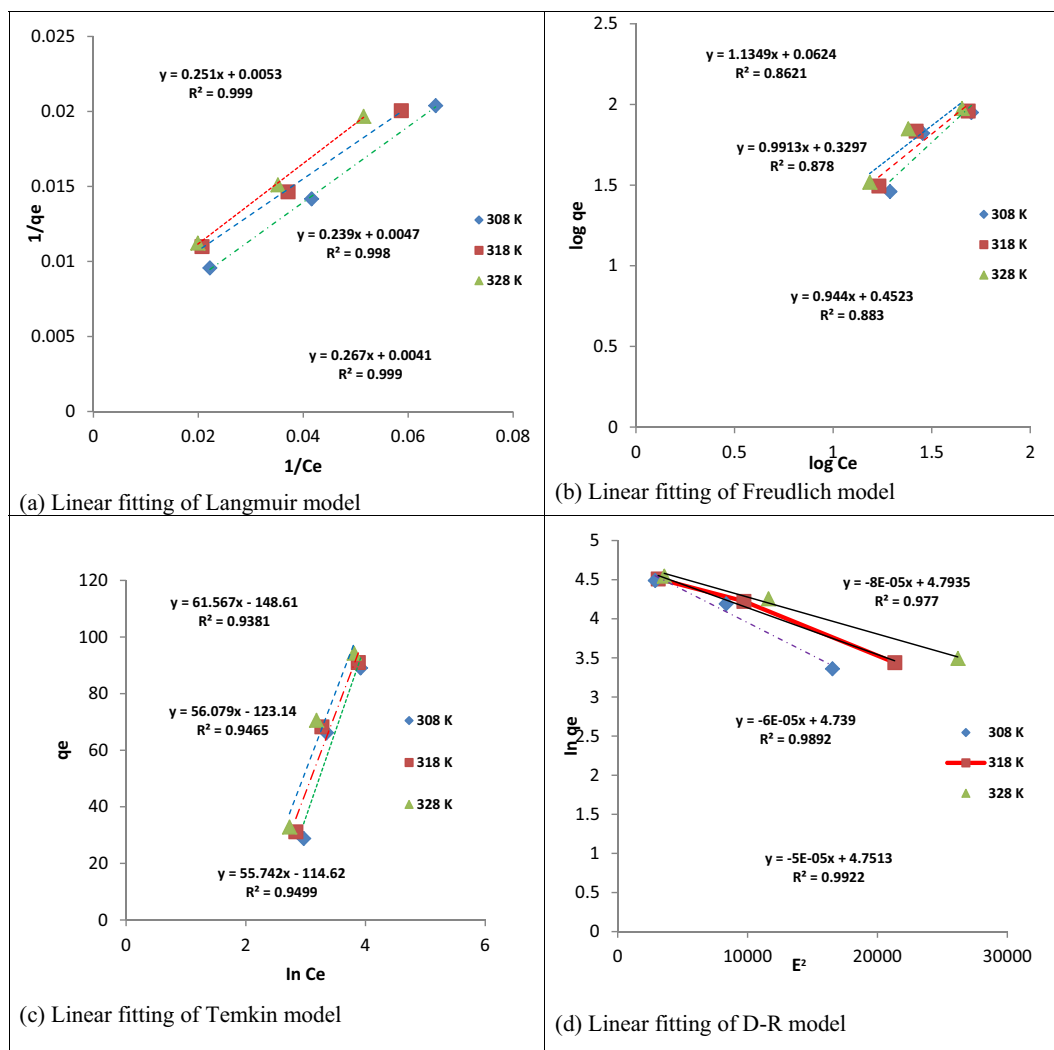 0.025
0.02
0.015
0.01
0.005
0
1/qe
y = 0.251x + 0.0053
R² = 0.999
y = 0.239x + 0.0047
R² = 0.998
y = 0.267x + 0.0041
R² = 0.999
308 K
318 K
328 K
0 0.02 0.04 0.06 0.08
1/Ce
(a) Linear fitting of Langmuir model
2.5
2
1.5
1
0.5
0
log qe
y = 1.1349x + 0.0624
R² = 0.8621
y = 0.9913x + 0.3297
R² = 0.878
y = 0.944x + 0.4523
R² = 0.883
308 K
318 K
328 K
0 0.5 1 1.5 2
log Ce
(b) Linear fitting of Freudlich model
120
100
80
60
40
20
0
qe
y = 61.567x - 148.61
R² = 0.9381
y = 56.079x - 123.14
R² = 0.9465
y = 55.742x - 114.62
R² = 0.9499
308 K
318 K
328 K
0 2 4 6
In Ce
(c) Linear fitting of Temkin model
5
4.5
4
3.5
3
2.5
2
1.5
1
0.5
0
In qe
y = -8E-05x + 4.7935
R² = 0.977
y = -6E-05x + 4.739
R² = 0.9892
y = -5E-05x + 4.7513
R² = 0.9922
308 K
318 K
328 K
0 10000 20000 30000
E²
(d) Linear fitting of D-R model